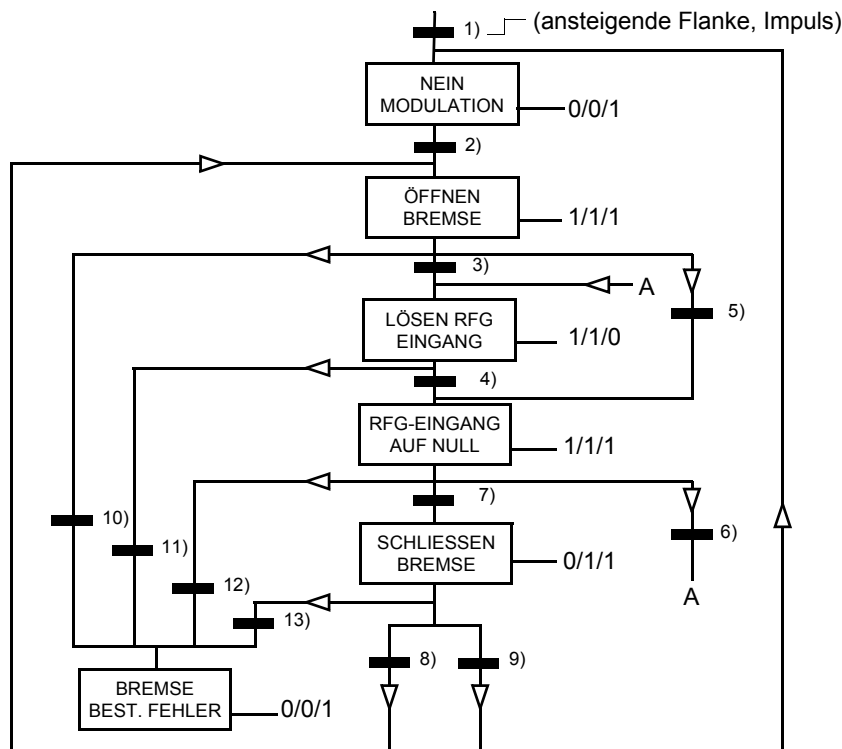 1) (ansteigende Flanke, Impuls)
NEIN
MODULATION
0/0/1
2)
ÖFFNEN
BREMSE
1/1/1
3)
A
5)
LÖSEN RFG
EINGANG
1/1/0
4)
RFG-EINGANG
AUF NULL
1/1/1
7)
10)
6)
11)
SCHLIESSEN
BREMSE
0/1/1
12)
A
13)
8)
9)
BREMSE
BEST. FEHLER
0/0/1